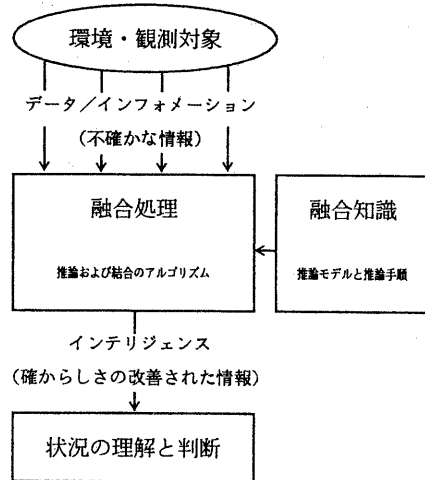 環境・観測対象
データ／インフォメーション
（不確かな情報）
融合処理
推論および結合のアルゴリズム
融合知識
推論モデルと推論手順
インテリジェンス
（確からしさの改善された情報）
状況の理解と判断